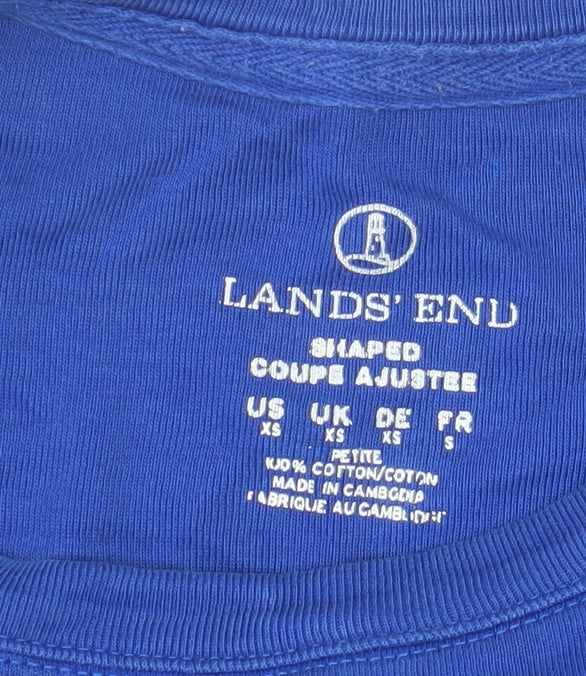 LANDS' END
SHAPED
COUPE AJUSTEE
US UK DE FR
XS XS XS S
PETITE
100% COTTON/COTON
MADE IN CAMBODIA
FABRIQUE AU CAMBODGE